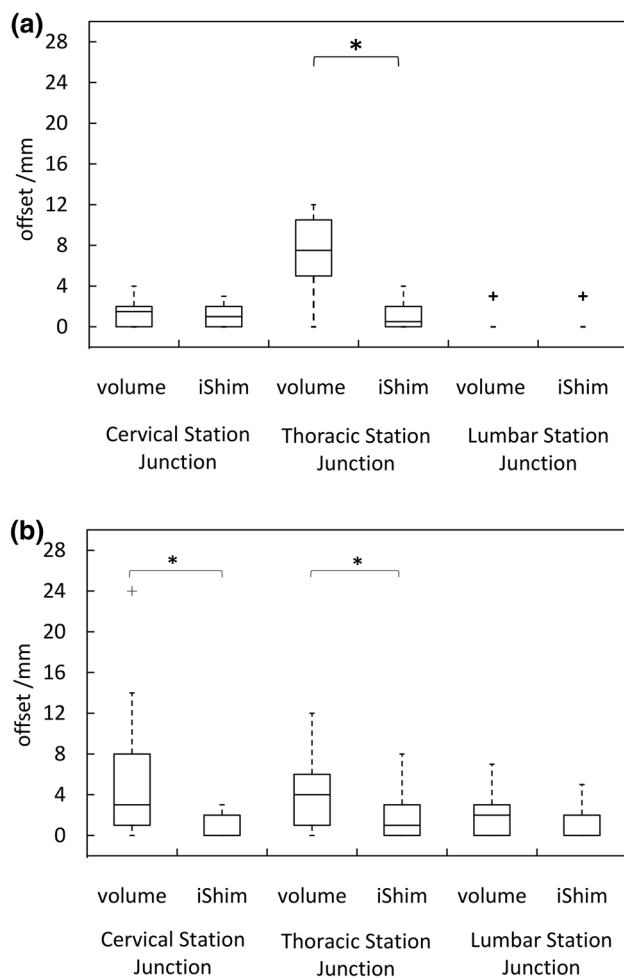 (a)
28
24
20
16
12
8
4
0
offset /mm
*
+ +
volume iShim volume iShim volume iShim
Cervical Station Thoracic Station Lumbar Station
Junction Junction Junction
(b)
28
24
20
16
12
8
4
0
offset /mm
* *
+
volume iShim volume iShim volume iShim
Cervical Station Thoracic Station Lumbar Station
Junction Junction Junction